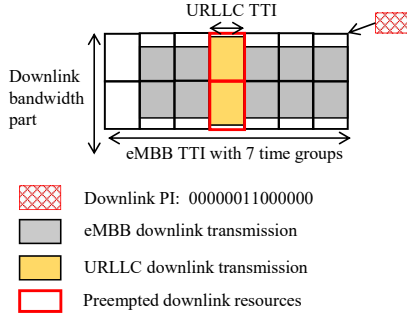 URLLC TTI
Downlink
bandwidth
part
eMBB TTI with 7 time groups
Downlink PI: 00000011000000
eMBB downlink transmission
URLLC downlink transmission
Preempted downlink resources